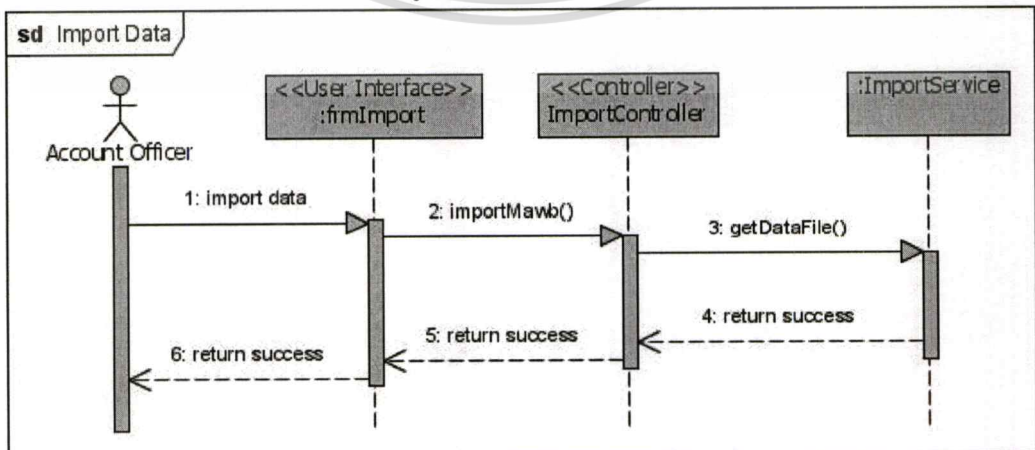 sd Import Data
<<User Interface>>
:frmImport
<<Controller>>
ImportController
:ImportService
Account Officer
1: import data
2: importMawb()
3: getDataFile()
4: return success
5: return success
6: return success